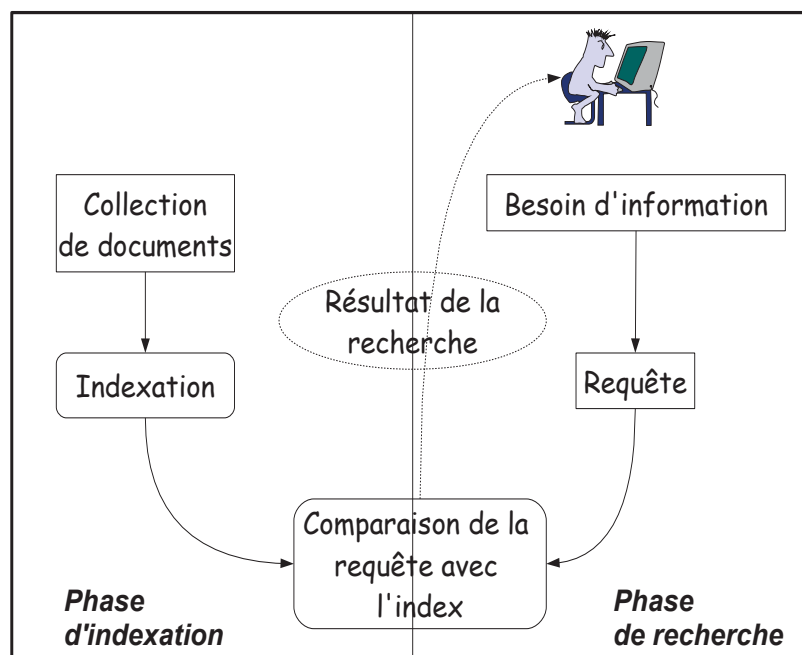 Collection
de documents
Besoin d'information
Résultat de la
recherche
Indexation
Requête
Comparaison de la
requête avec
l'index
Phase
d'indexation
Phase
de recherche